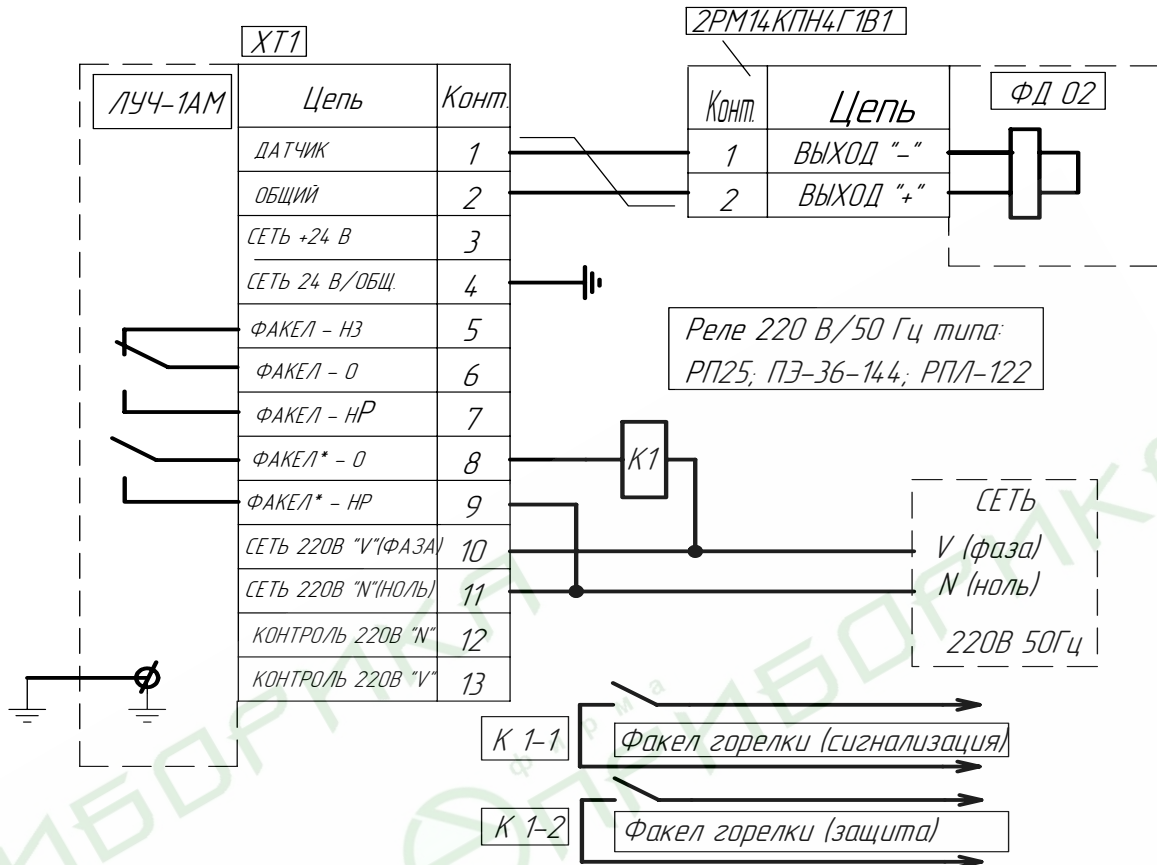 2РМ14КПН4Г1В1
ХТ1
ЛУЧ-1АМ
Цепь Конт.
ДАТЧИК 1
ОБЩИЙ 2
СЕТЬ +24 В 3
СЕТЬ 24 В/ОБЩ. 4
ФАКЕЛ - НЗ 5
ФАКЕЛ - О 6
ФАКЕЛ - НР 7
ФАКЕЛ* - О 8
ФАКЕЛ* - НР 9
СЕТЬ 220В "V"(ФАЗА) 10
СЕТЬ 220В "N"(НОЛЬ) 11
КОНТРОЛЬ 220В "N" 12
КОНТРОЛЬ 220В "V" 13
Конт. Цепь
1 ВЫХОД "-"
2 ВЫХОД "+"
ФД 02
Реле 220 В/50 Гц типа:
РП25; ПЭ-36-144; РПЛ-122
К1
СЕТЬ
V (фаза)
N (ноль)
220В 50Гц
К 1-1
Факел горелки (сигнализация)
К 1-2
Факел горелки (защита)
фирма
ПРИБОРИКА